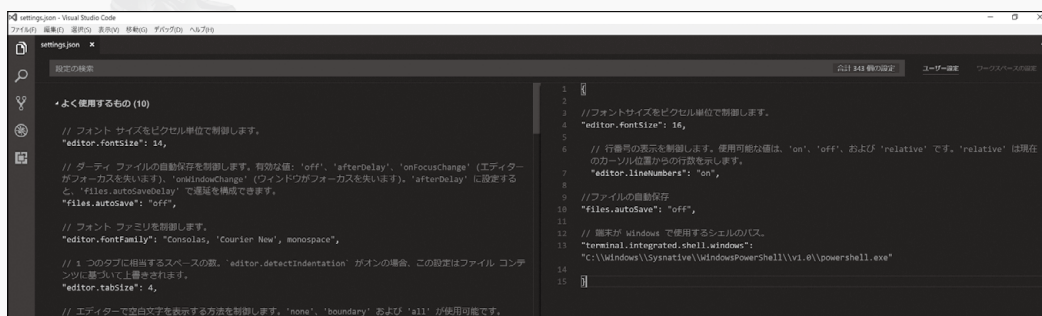 settings.json - Visual Studio Code
ファイル(F) 編集(E) 選択(S) 表示(V) 移動(G) デバッグ(D) ヘルプ(H)
settings.json ×
設定の検索
合計 343 個の設定
ユーザー設定
ワークスペースの設定
よく使用するもの (10)
// フォント サイズをピクセル単位で制御します。
"editor.fontSize": 14,
// ダーティ ファイルの自動保存を制御します。有効な値: 'off'、'afterDelay'、'onFocusChange' (エディター
がフォーカスを失います)、'onWindowChange' (ウィンドウがフォーカスを失います)。'afterDelay' に設定する
と、'files.autoSaveDelay' で遅延を構成できます。
"files.autoSave": "off",
// フォント ファミリを制御します。
"editor.fontFamily": "Consolas, 'Courier New', monospace",
// 1 つのタブに相当するスペースの数。`editor.detectIndentation` がオンの場合、この設定はファイル コンテ
ンツに基づいて上書きされます。
"editor.tabSize": 4,
// エディターで空白文字を表示する方法を制御します。'none'、'boundary' および 'all' が使用可能です。
1 {
2
3 //フォントサイズをピクセル単位で制御します。
4 "editor.fontSize": 16,
5
6 // 行番号の表示を制御します。使用可能な値は、'on'、'off'、および 'relative' です。'relative' は現在
のカーソル位置からの行数を示します。
7 "editor.lineNumbers": "on",
8
9 //ファイルの自動保存
10 "files.autoSave": "off",
11
12 // 端末が Windows で使用するシェルのパス。
13 "terminal.integrated.shell.windows":
"C:\\Windows\\Sysnative\\WindowsPowerShell\\v1.0\\powershell.exe"
14
15 }